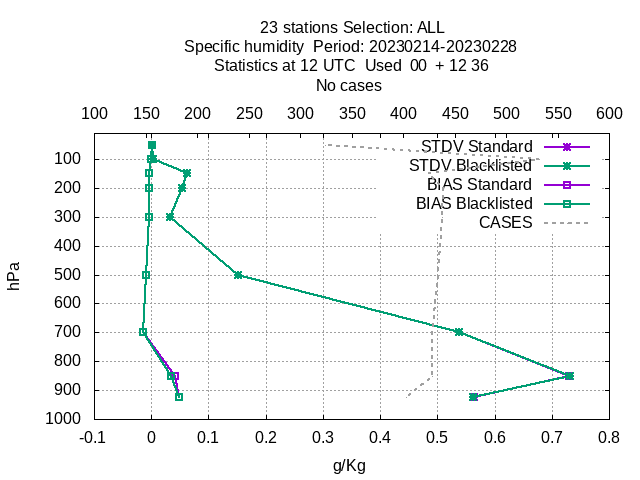 23 stations Selection: ALL
Specific humidity  Period: 20230214-20230228
Statistics at 12 UTC  Used  00  + 12 36
No cases
100 150 200 250 300 350 400 450 500 550 600
STDV Standard
100
STDV Blacklisted
200
BIAS Standard
BIAS Blacklisted
300
CASES
400
hPa
500
600
700
800
900
1000
-0.1 0 0.1 0.2 0.3 0.4 0.5 0.6 0.7 0.8
g/Kg